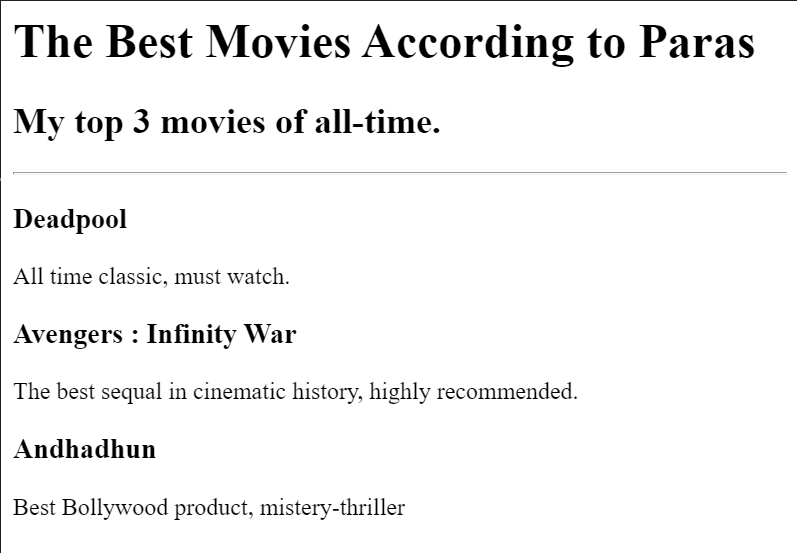 The Best Movies According to Paras
My top 3 movies of all-time.
Deadpool
All time classic, must watch.
Avengers : Infinity War
The best sequal in cinematic history, highly recommended.
Andhadhun
Best Bollywood product, mistery-thriller